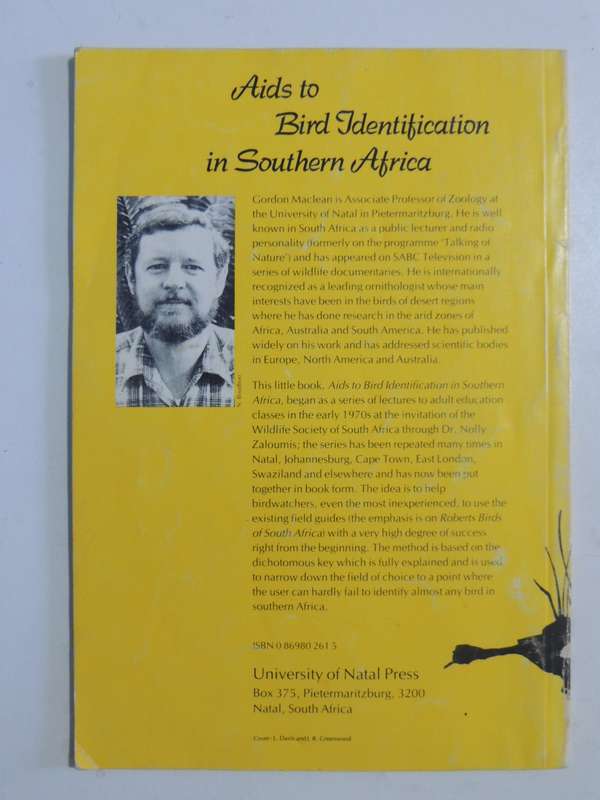 Aids to
Bird Identification
in Southern Africa
Gordon Maclean is Associate Professor of Zoology at
the University of Natal in Pietermaritzburg. He is well
known in South Africa as a public lecturer and radio
personality (formerly on the programme 'Talking of
Nature') and has appeared on SABC Television in a
series of wildlife documentaries. He is internationally
recognized as a leading ornithologist whose main
interests have been in the birds of desert regions
where he has done research in the arid zones of
Africa, Australia and South America. He has published
widely on his work and has addressed scientific bodies
in Europe, North America and Australia.
This little book, Aids to Bird Identification in Southern
Africa, began as a series of lectures to adult education
classes in the early 1970s at the invitation of the
Wildlife Society of South Africa through Dr. Nolly
Zaloumis; the series has been repeated many times in
Natal, Johannesburg, Cape Town, East London,
Swaziland and elsewhere and has now been put
together in book form. The idea is to help
birdwatchers, even the most inexperienced, to use the
existing field guides (the emphasis is on Roberts Birds
of South Africa) with a very high degree of success
right from the beginning. The method is based on the
dichotomous key which is fully explained and is used
to narrow down the field of choice to a point where
the user can hardly fail to identify almost any bird in
southern Africa.
ISBN 0 86980 261 5
University of Natal Press
Box 375, Pietermaritzburg, 3200
Natal, South Africa
Cover: L. Davis and J. R. Greenwood